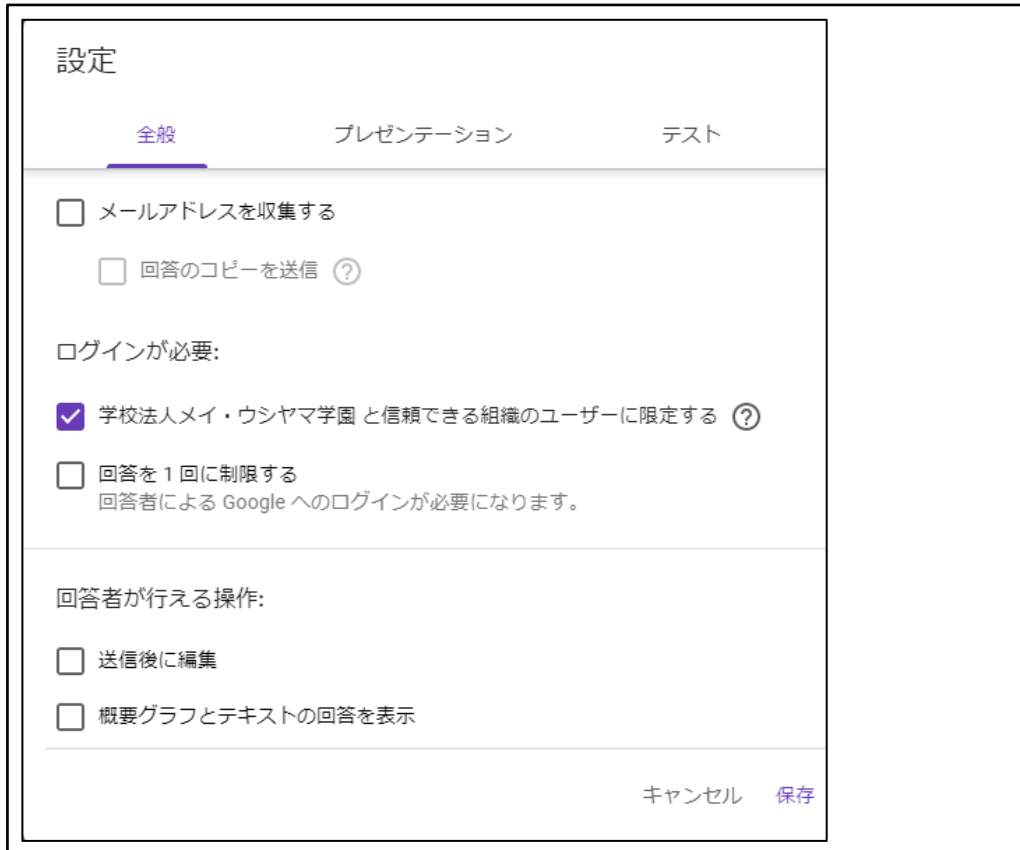 設定
全般 プレゼンテーション テスト
メールアドレスを収集する
回答のコピーを送信 ?
ログインが必要:
学校法人メイ・ウシヤマ学園 と信頼できる組織のユーザーに限定する ?
回答を 1 回に制限する
回答者による Google へのログインが必要になります。
回答者が行える操作:
送信後に編集
概要グラフとテキストの回答を表示
キャンセル 保存